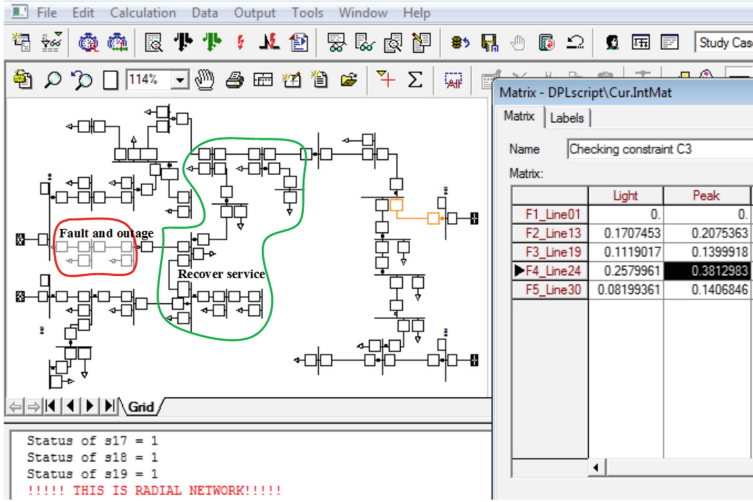 File Edit Calculation Data Output Tools Window Help
Study Cas
114%
Matrix - DPLscript\Cur.IntMat
Matrix Labels
Name Checking constraint C3
Matrix:
Light Peak
F1_Line01 0. 0.
F2_Line13 0.1707453 0.2075363
F3_Line19 0.1119017 0.1399918
F4_Line24 0.2579961 0.3812983
F5_Line30 0.08199361 0.1406846
Fault and outage
Recover service
Grid
Status of s17 = 1
Status of s18 = 1
Status of s19 = 1
!!!!! THIS IS RADIAL NETWORK!!!!!